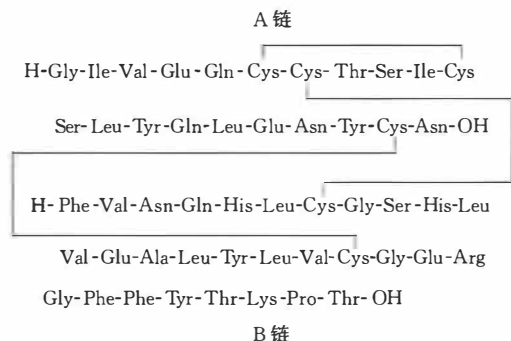 A 链
H-Gly-Ile-Val-Glu-Gln-Cys-Cys-Thr-Ser-Ile-Cys
Ser-Leu-Tyr-Gln-Leu-Glu-Asn-Tyr-Cys-Asn-OH
H-Phe-Val-Asn-Gln-His-Leu-Cys-Gly-Ser-His-Leu
Val-Glu-Ala-Leu-Tyr-Leu-Val-Cys-Gly-Glu-Arg
Gly-Phe-Phe-Tyr-Thr-Lys-Pro-Thr-OH
B 链